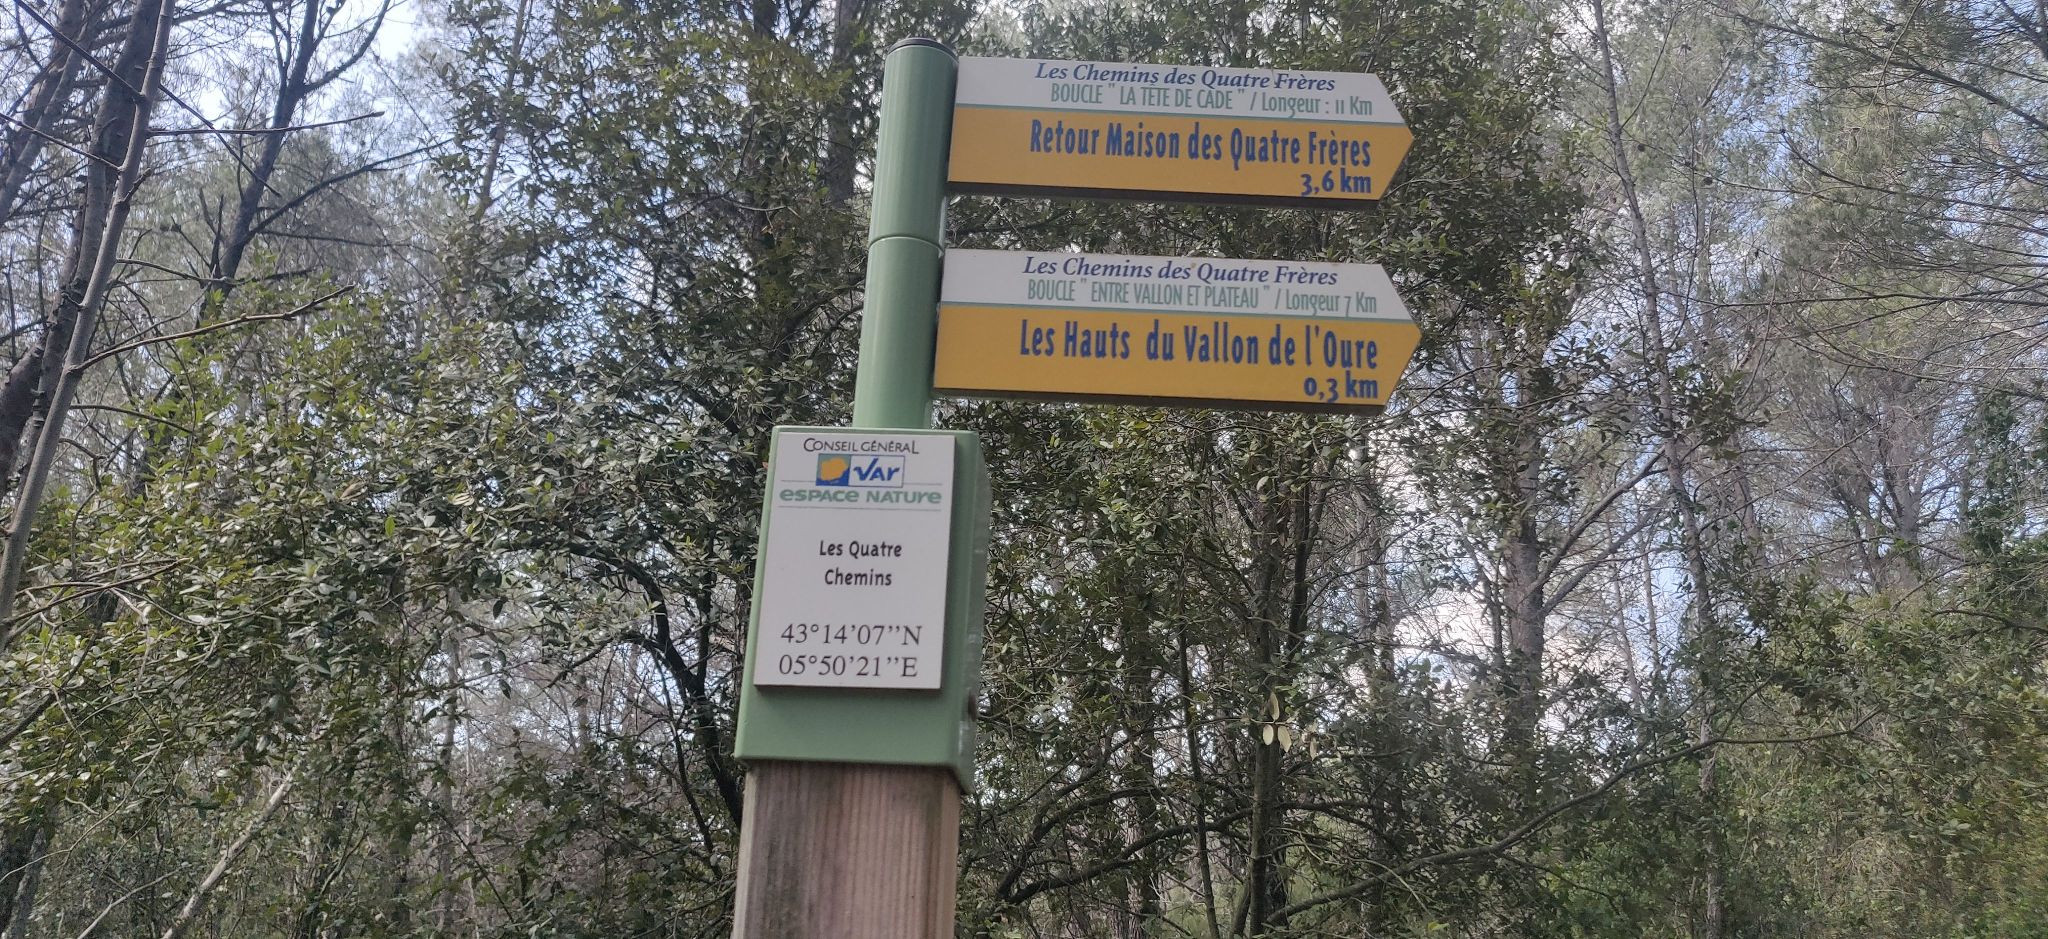 Les Chemins des Quatre Frères
BOUCLE " LA TÊTE DE CADE " / Longeur : 11 Km
Retour Maison des Quatre Frères
3,6 km
Les Chemins des Quatre Frères
BOUCLE " ENTRE VALLON ET PLATEAU " / Longeur 7 Km
Les Hauts du Vallon de l'Oure
0,3 km
CONSEIL GÉNÉRAL
Var
ESPACE NATURE
Les Quatre
Chemins
43°14'07''N
05°50'21''E